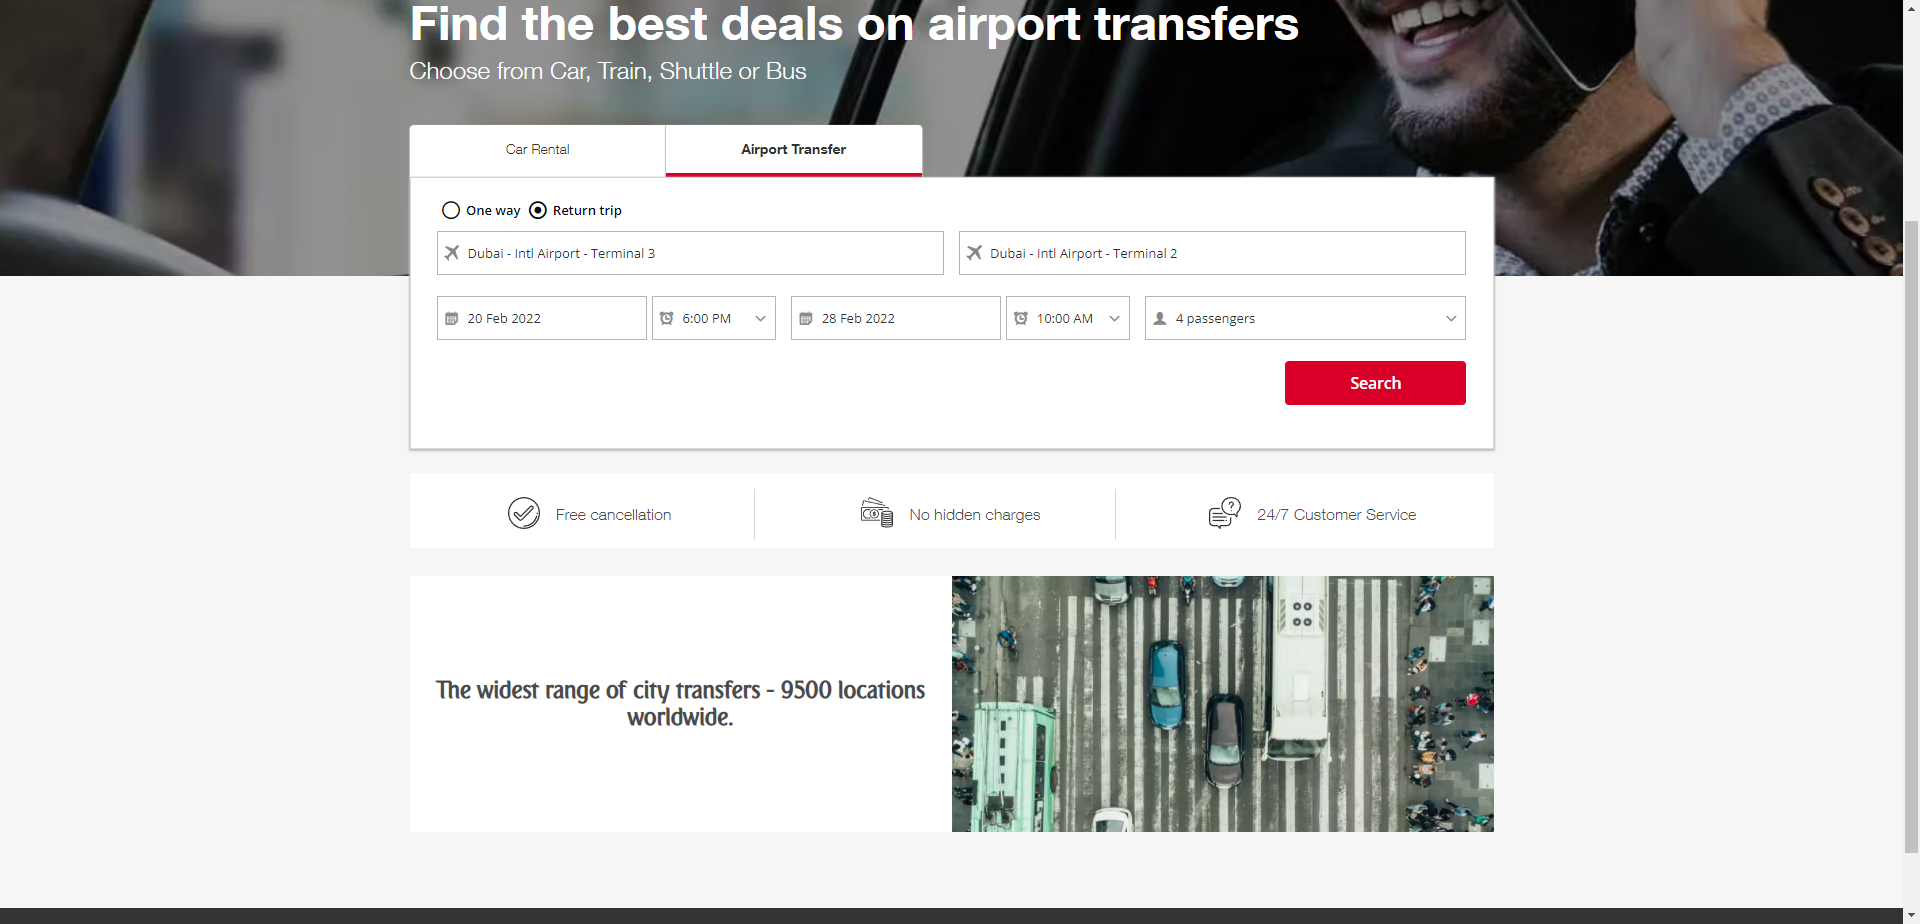 Find the best deals on airport transfers
Choose from Car, Train, Shuttle or Bus
Car Rental
Airport Transfer
One way
Return trip
Dubai - Intl Airport - Terminal 3
Dubai - Intl Airport - Terminal 2
20 Feb 2022
6:00 PM
28 Feb 2022
10:00 AM
4 passengers
Search
Free cancellation
No hidden charges
24/7 Customer Service
The widest range of city transfers - 9500 locations
worldwide.